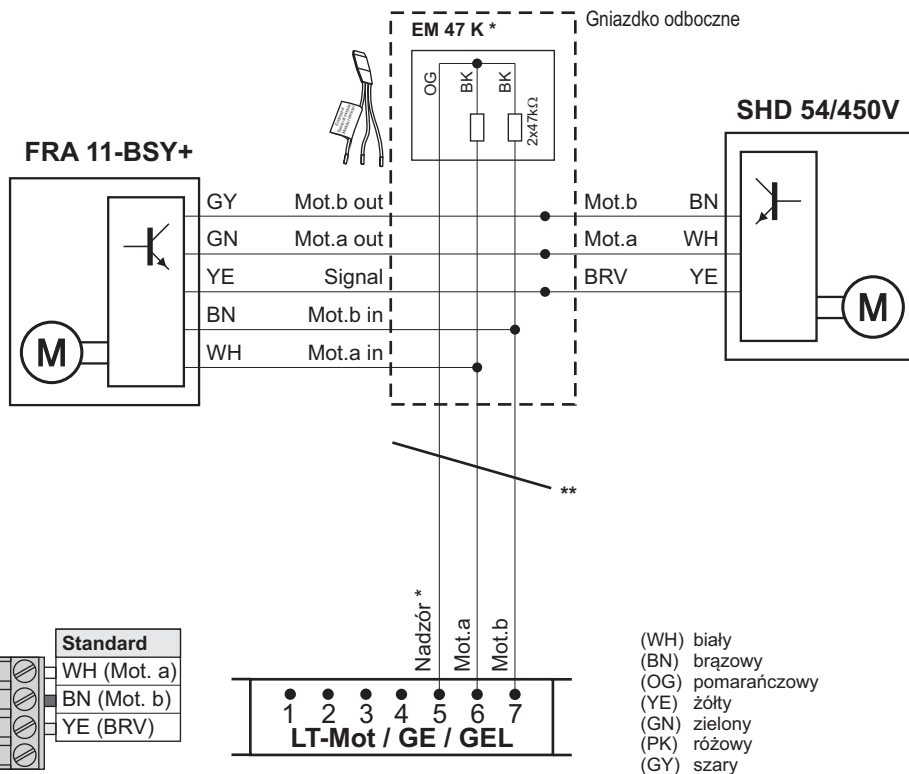 Gniazdko odboczne
EM 47 K *
OG
BK
BK
2x47kΩ
SHD 54/450V
FRA 11-BSY+
GY Mot.b out
GN Mot.a out
YE Signal
BN Mot.b in
WH Mot.a in
Mot.b BN
Mot.a WH
BRV YE
M
M
**
Nadzór *
Mot.a
Mot.b
1 2 3 4 5 6 7
LT-Mot / GE / GEL
Standard
WH (Mot. a)
BN (Mot. b)
YE (BRV)
(WH) biały
(BN) brązowy
(OG) pomarańczowy
(YE) żółty
(GN) zielony
(PK) różowy
(GY) szary